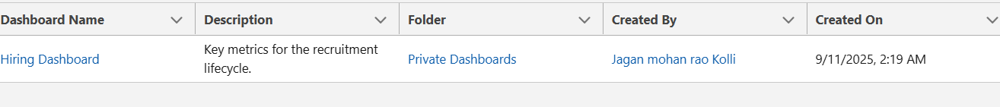 Dashboard Name Description Folder Created By Created On
Hiring Dashboard Key metrics for the recruitment lifecycle. Private Dashboards Jagan mohan rao Kolli 9/11/2025, 2:19 AM